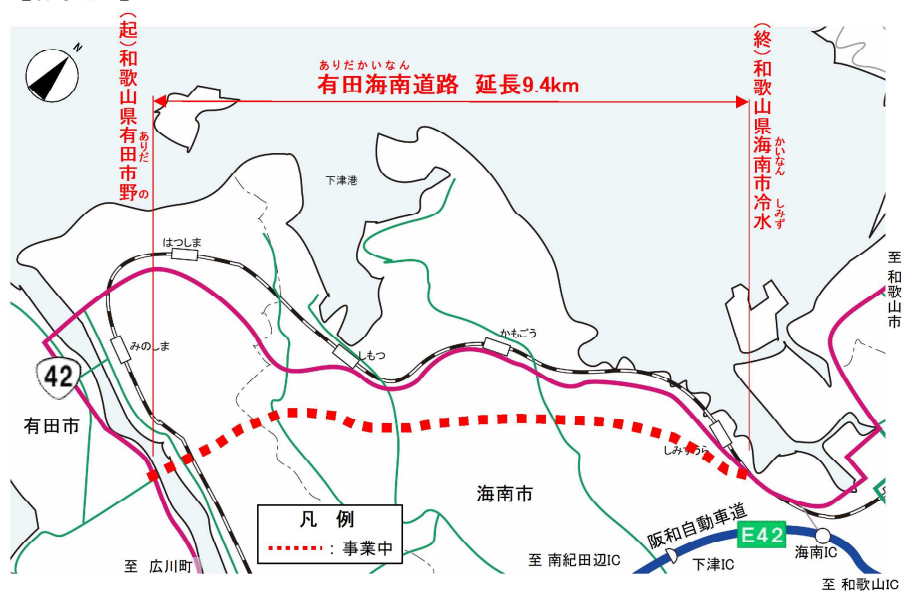 N
(起)和歌山県有田市野
ありだ
の
ありだかいなん
有田海南道路 延長9.4km
(終)和歌山県海南市冷水
かいなん
しみず
下津港
はつしま
至 和歌山市
かもごう
みのしま
しもつ
42
有田市
しみずうら
海南市
凡 例
:事業中
阪和自動車道
E42
海南IC
至 広川町
至 南紀田辺IC
下津IC
至 和歌山IC